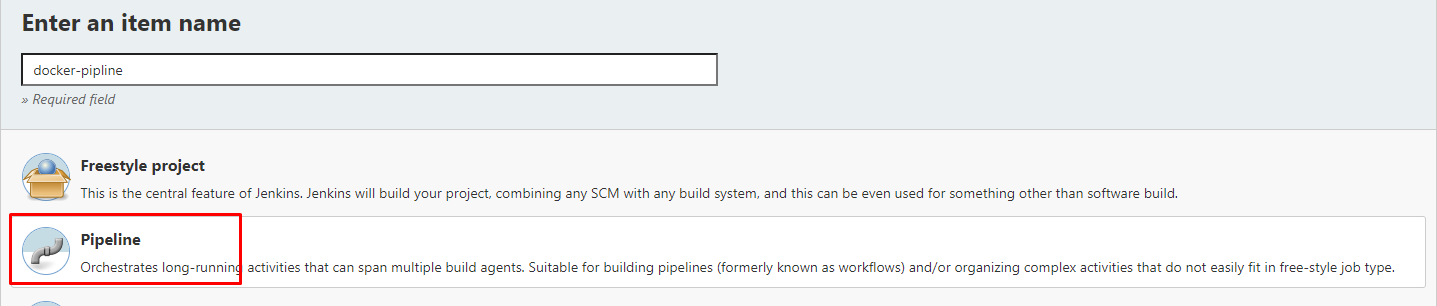 Enter an item name
docker-pipline
» Required field
Freestyle project
This is the central feature of Jenkins. Jenkins will build your project, combining any SCM with any build system, and this can be even used for something other than software build.
Pipeline
Orchestrates long-running activities that can span multiple build agents. Suitable for building pipelines (formerly known as workflows) and/or organizing complex activities that do not easily fit in free-style job type.